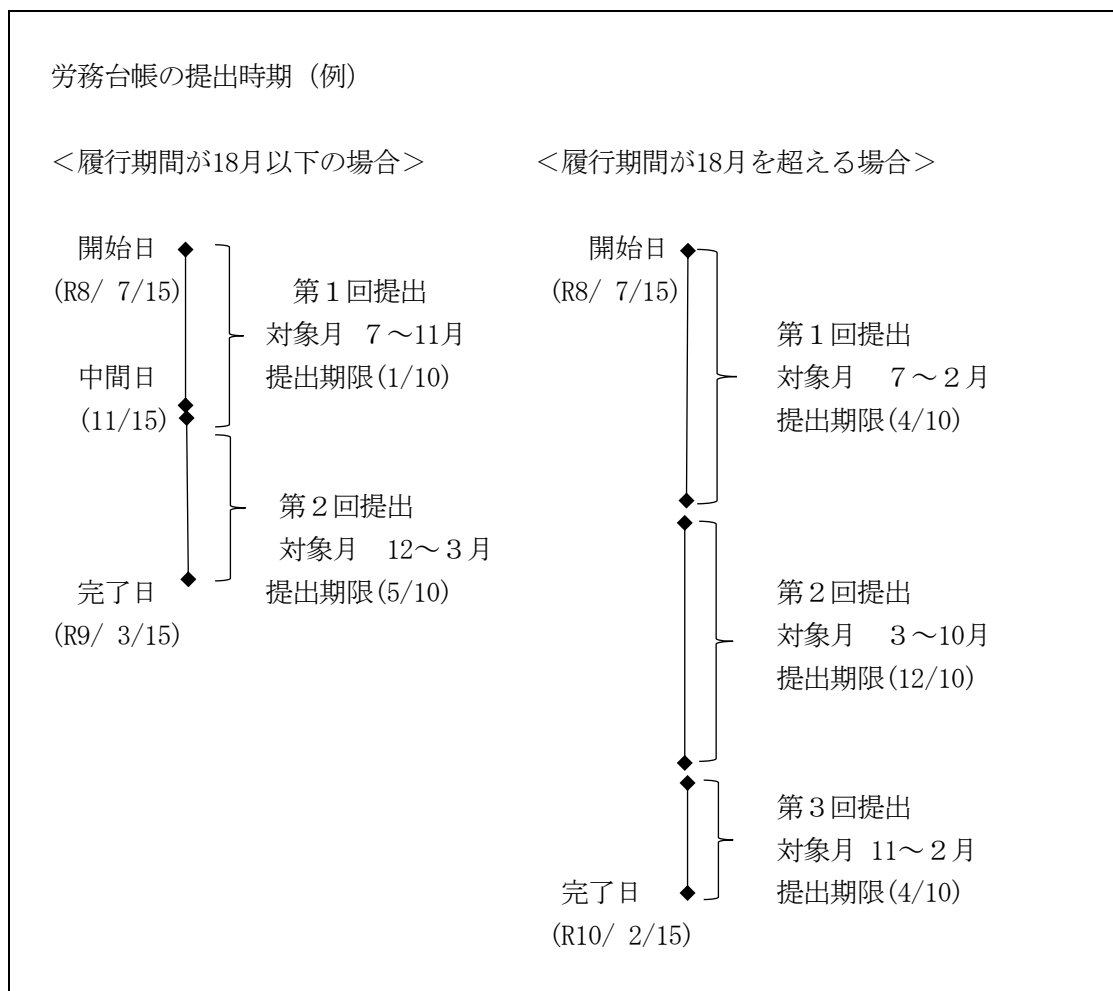 労務台帳の提出時期（例）
＜履行期間が18月以下の場合＞
開始日
(R8/ 7/15)
第１回提出
対象月　７～11月
提出期限(1/10)
中間日
(11/15)
第２回提出
対象月　12～３月
提出期限(5/10)
完了日
(R9/ 3/15)
＜履行期間が18月を超える場合＞
開始日
(R8/ 7/15)
第１回提出
対象月　７～２月
提出期限(4/10)
第２回提出
対象月　３～10月
提出期限(12/10)
第３回提出
対象月 11～２月
提出期限(4/10)
完了日
(R10/ 2/15)